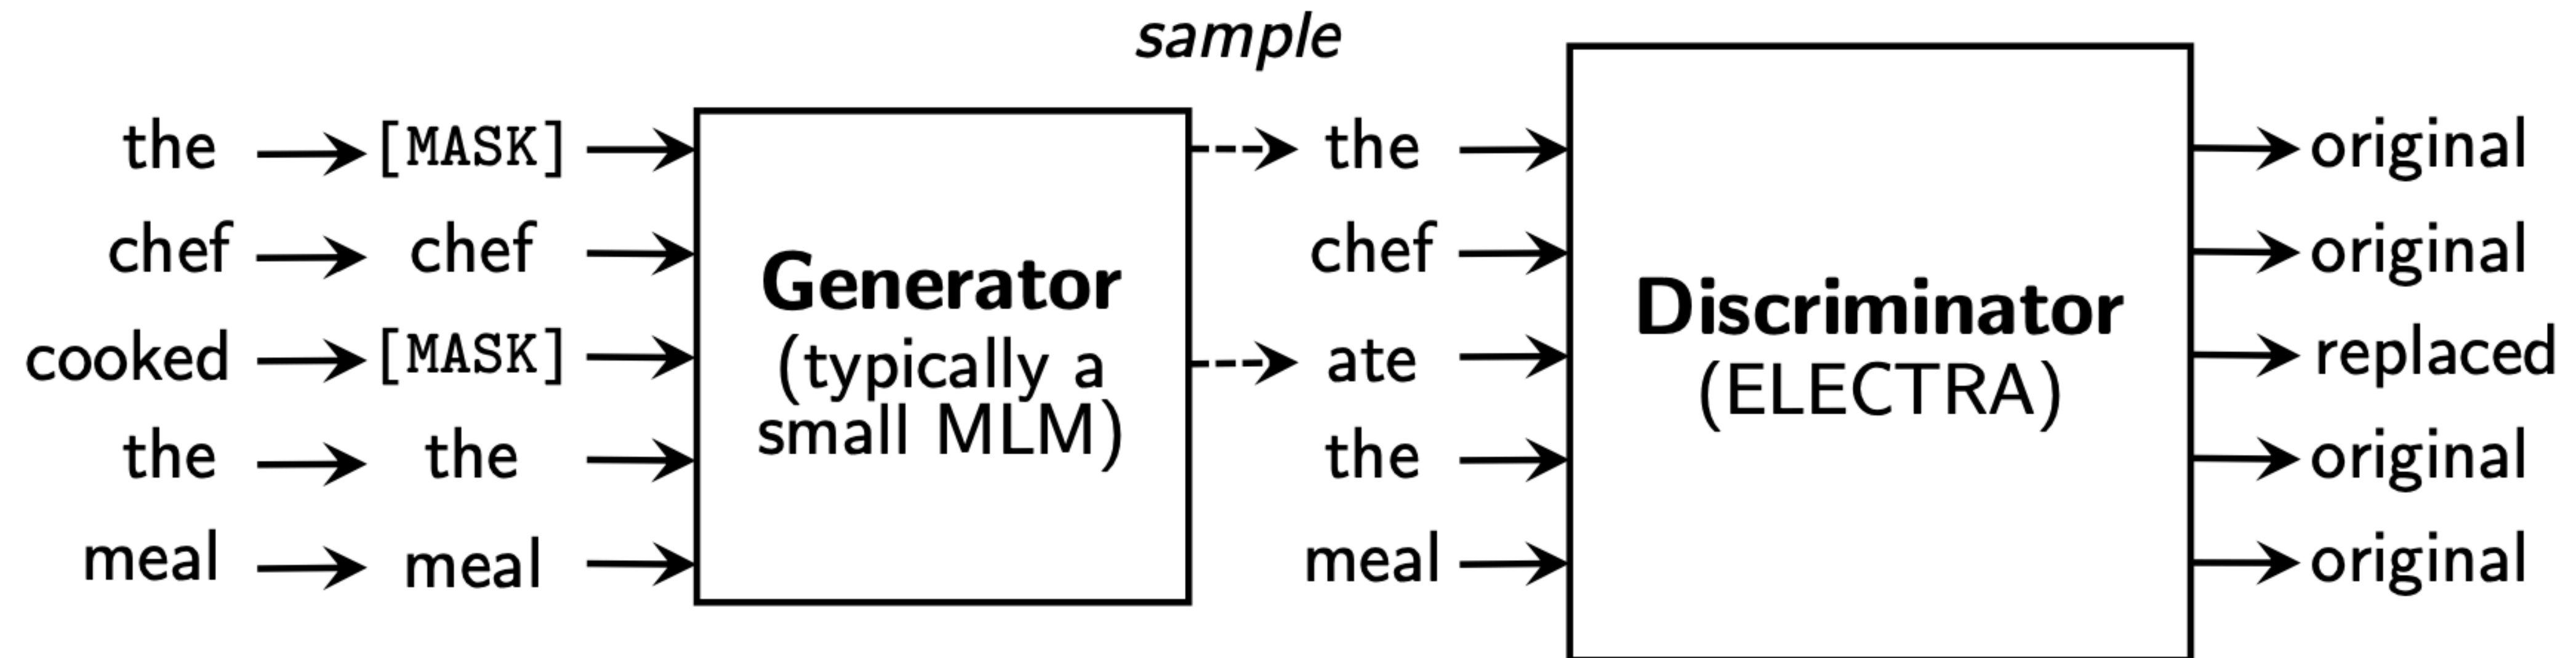 sample
the [MASK] the original
chef chef Generator chef original
cooked [MASK] (typically a small MLM) ate Discriminator (ELECTRA) replaced
the the the original
meal meal meal original